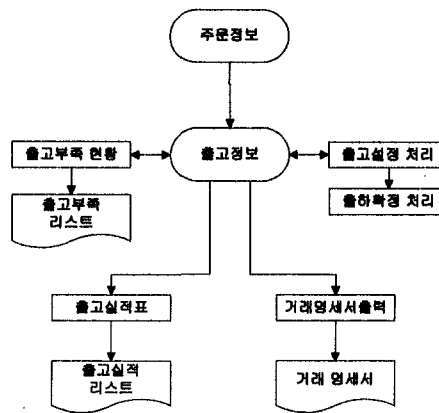 주문정보
출고부족 현황
출고정보
출고설정 처리
출고부족
리스트
출하확정 처리
출고실적표
거래명세서출력
출고실적
리스트
거래 명세서